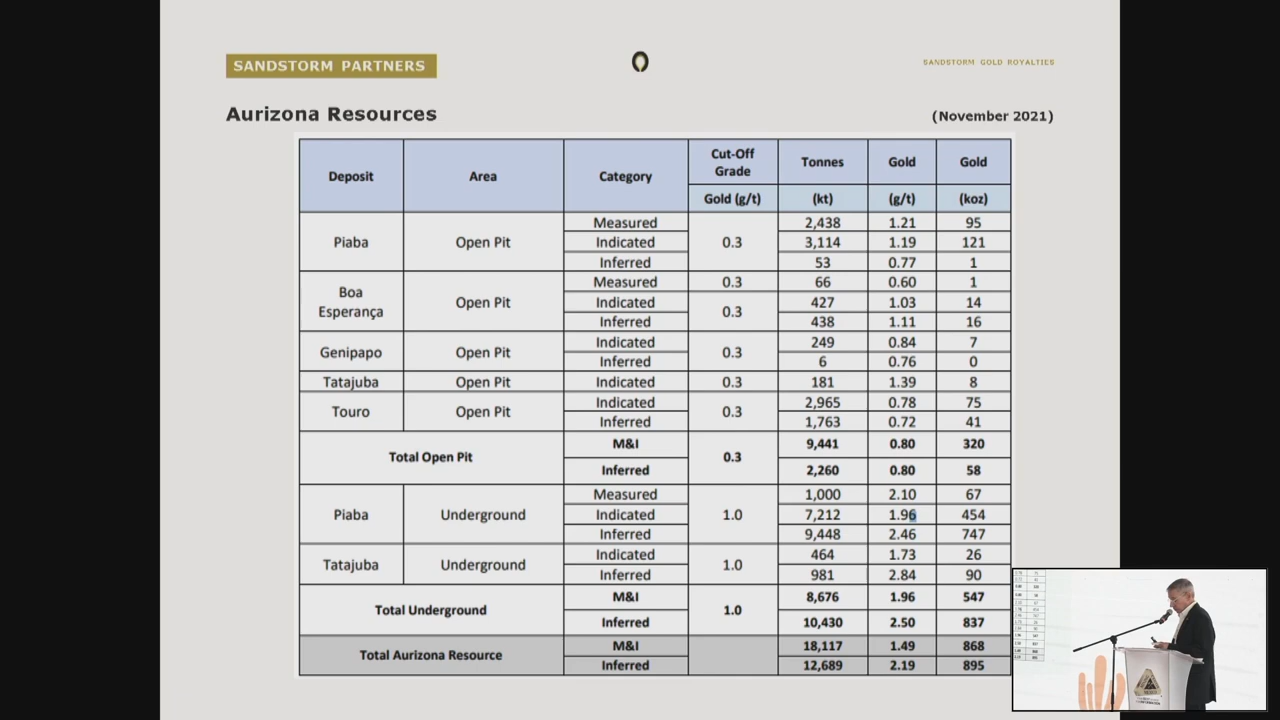 SANDSTORM PARTNERS
SANDSTORM GOLD ROYALTIES
Aurizona Resources
(November 2021)
Deposit Area Category Cut-Off Grade Tonnes Gold Gold
Gold (g/t) (kt) (g/t) (koz)
Piaba Open Pit Measured 0.3 2,438 1.21 95
Indicated 3,114 1.19 121
Inferred 53 0.77 1
Boa Esperança Open Pit Measured 0.3 66 0.60 1
Indicated 0.3 427 1.03 14
Inferred 438 1.11 16
Genipapo Open Pit Indicated 0.3 249 0.84 7
Inferred 6 0.76 0
Tatajuba Open Pit Indicated 0.3 181 1.39 8
Touro Open Pit Indicated 0.3 2,965 0.78 75
Inferred 1,763 0.72 41
Total Open Pit M&I 0.3 9,441 0.80 320
Inferred 2,260 0.80 58
Piaba Underground Measured 1.0 1,000 2.10 67
Indicated 7,212 1.96 454
Inferred 9,448 2.46 747
Tatajuba Underground Indicated 1.0 464 1.73 26
Inferred 981 2.84 90
Total Underground M&I 1.0 8,676 1.96 547
Inferred 10,430 2.50 837
Total Aurizona Resource M&I 18,117 1.49 868
Inferred 12,689 2.19 895